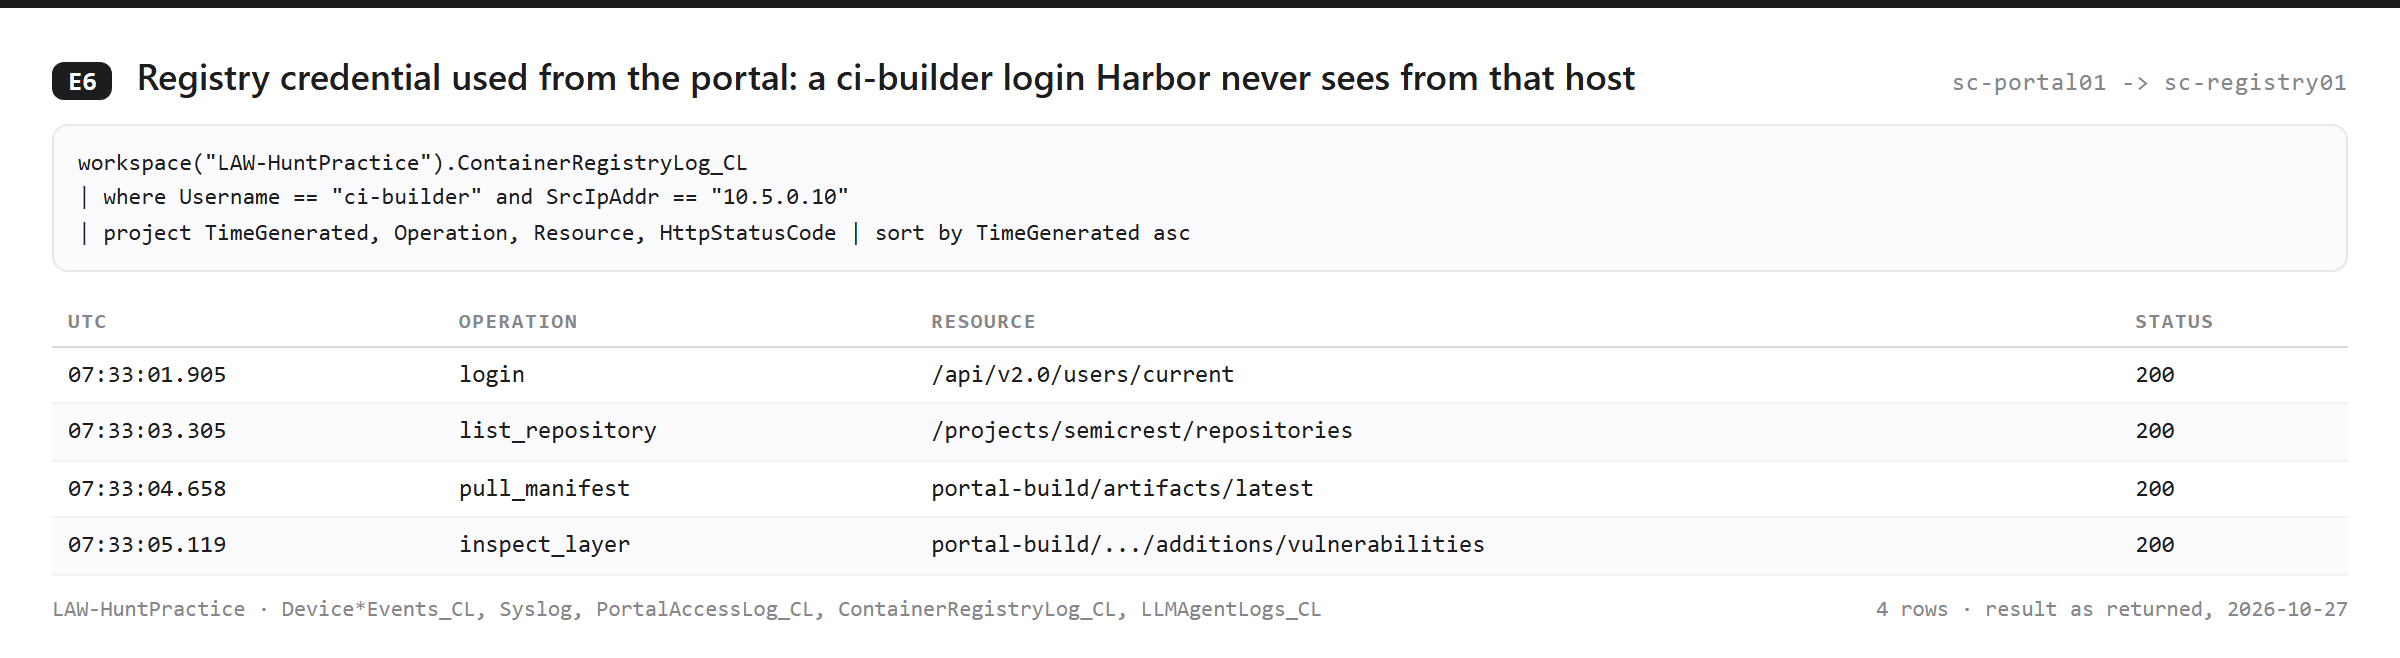 E6 Registry credential used from the portal: a ci-builder login Harbor never sees from that host sc-portal01 -> sc-registry01
workspace("LAW-HuntPractice").ContainerRegistryLog_CL
| where Username == "ci-builder" and SrcIpAddr == "10.5.0.10"
| project TimeGenerated, Operation, Resource, HttpStatusCode | sort by TimeGenerated asc
UTC OPERATION RESOURCE STATUS
07:33:01.905 login /api/v2.0/users/current 200
07:33:03.305 list_repository /projects/semicrest/repositories 200
07:33:04.658 pull_manifest portal-build/artifacts/latest 200
07:33:05.119 inspect_layer portal-build/.../additions/vulnerabilities 200
LAW-HuntPractice · Device*Events_CL, Syslog, PortalAccessLog_CL, ContainerRegistryLog_CL, LLMAgentLogs_CL 4 rows · result as returned, 2026-10-27